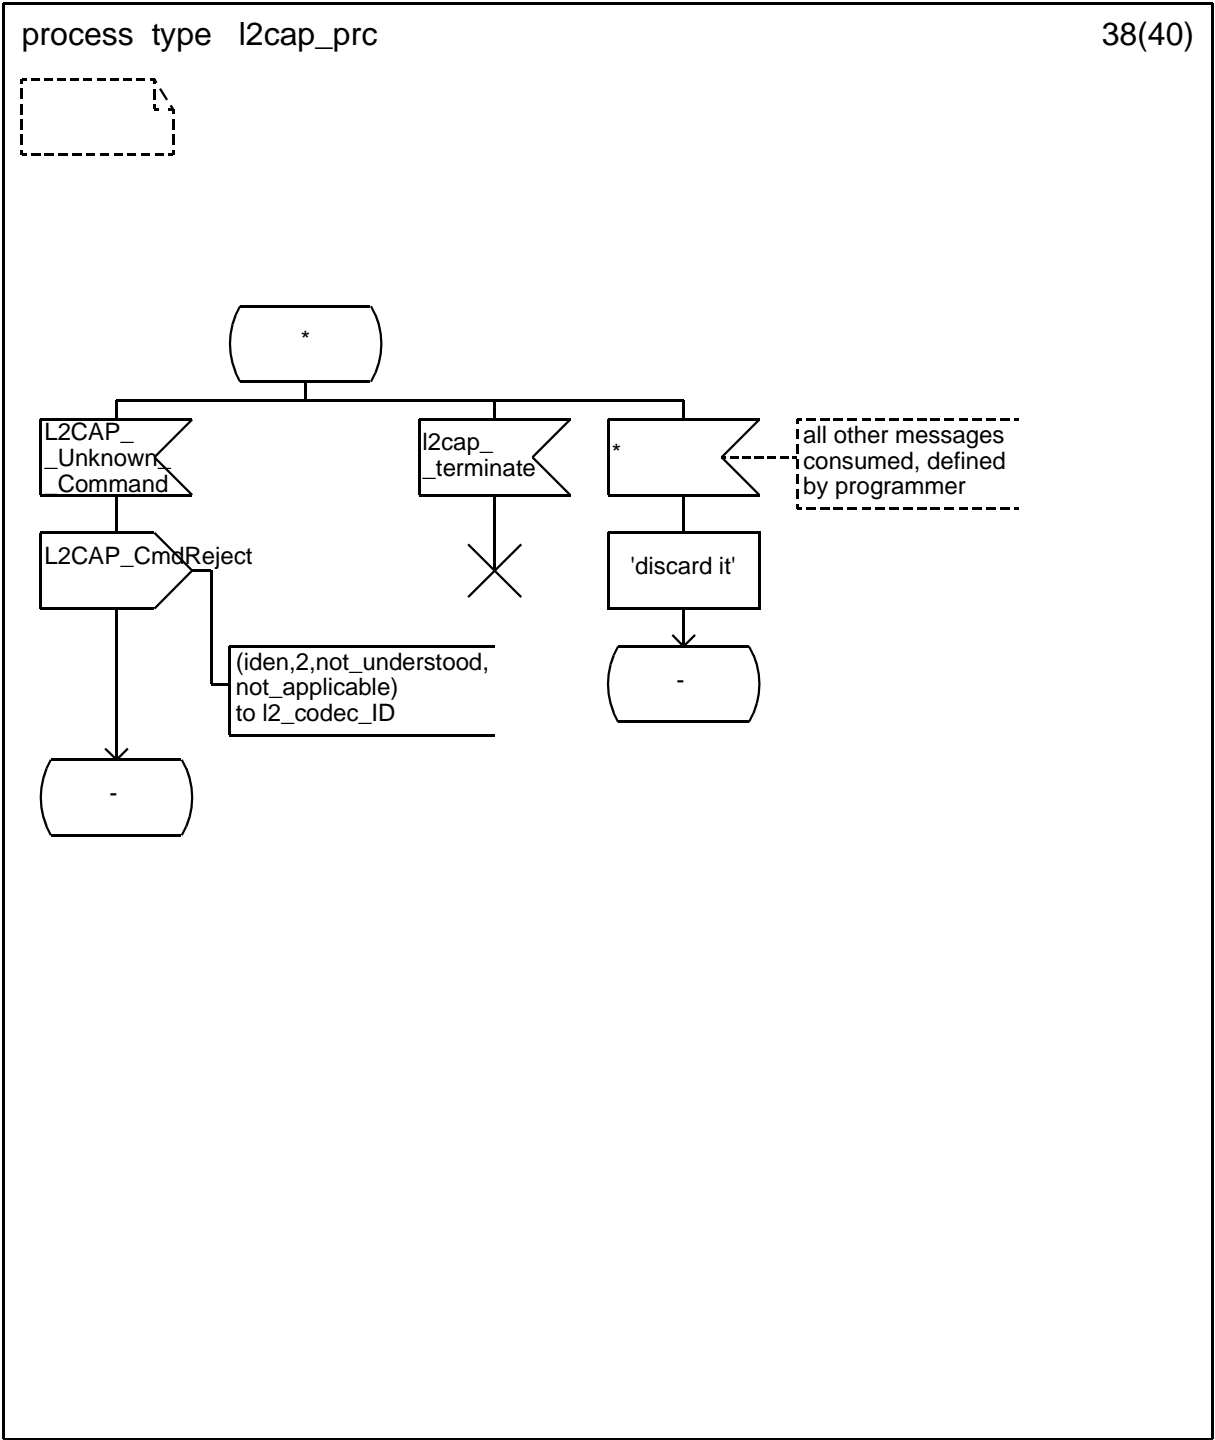 process type l2cap_prc
38(40)
*
L2CAP_
_Unknown_
_Command
l2cap_
_terminate
*
all other messages
consumed, defined
by programmer
L2CAP_CmdReject
'discard it'
(iden,2,not_understood,
not_applicable)
to l2_codec_ID
-
-